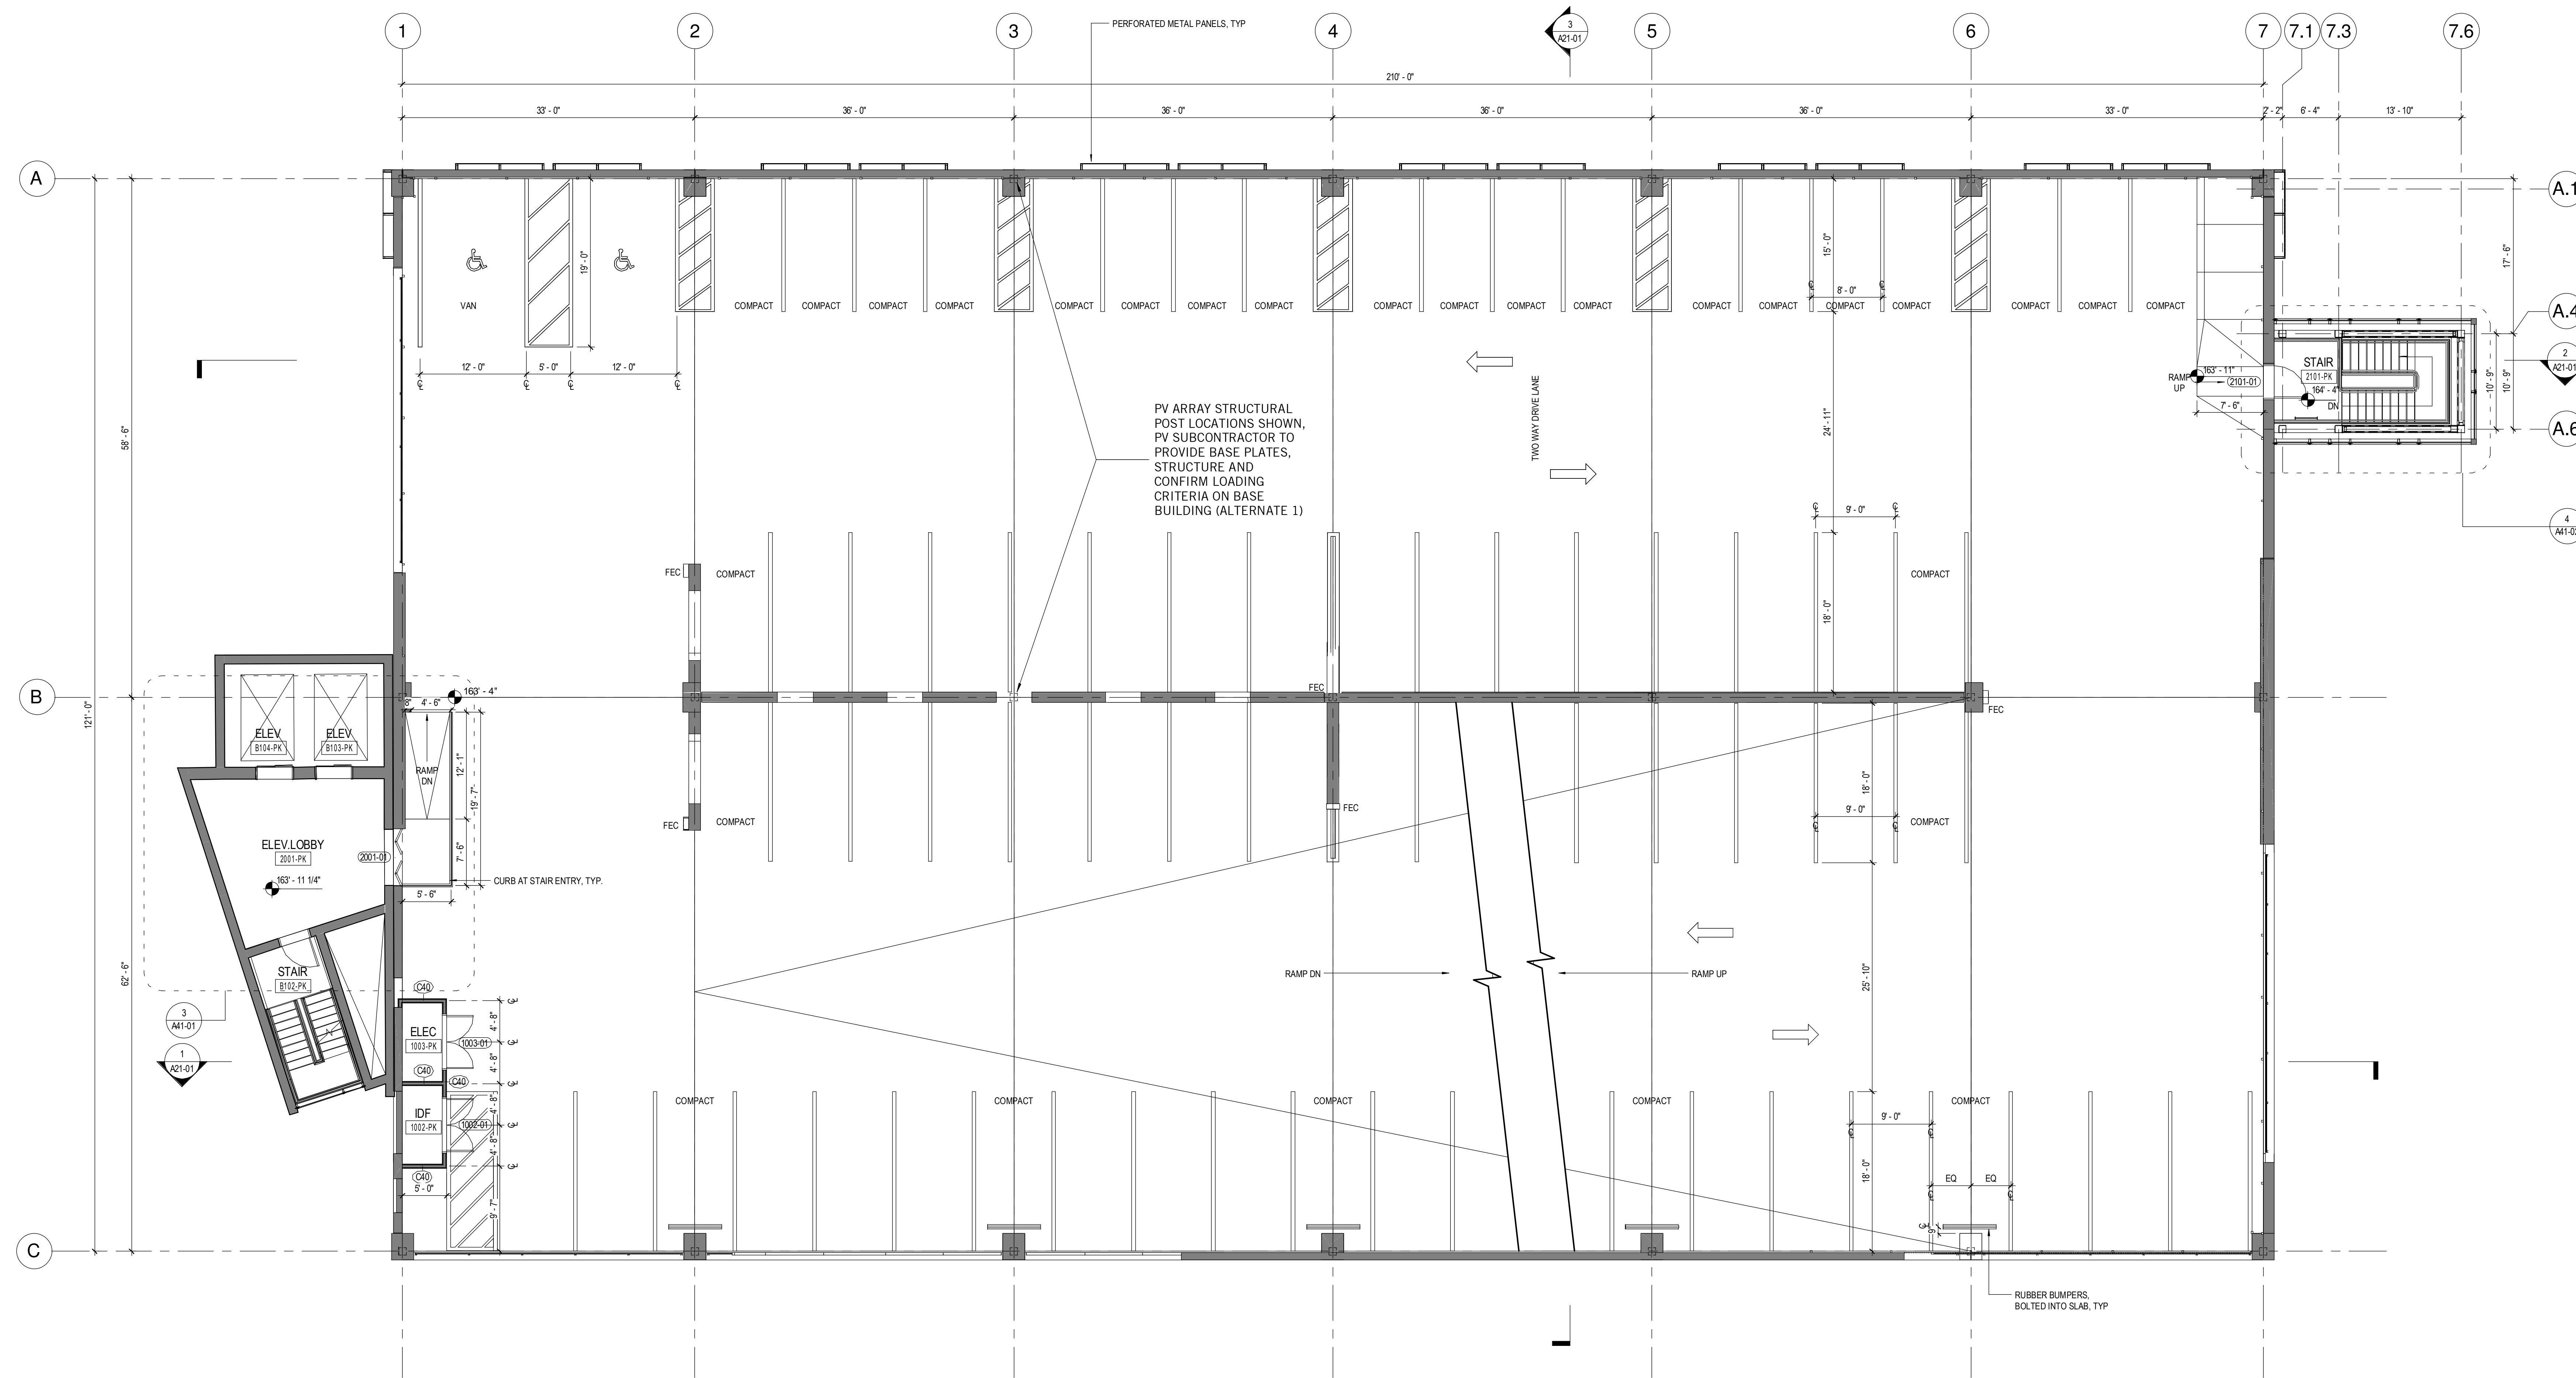 1 2 3 4 5 6 7 7.1 7.3 7.6
PERFORATED METAL PANELS, TYP
3
A21-01
210' - 0"
33' - 0" 36' - 0" 36' - 0" 36' - 0" 36' - 0" 33' - 0" 2' - 2" 6' - 4" 13' - 10"
A
A.1
15' - 0"
17' - 6"
19' - 0"
8' - 0"
VAN COMPACT COMPACT COMPACT COMPACT COMPACT COMPACT COMPACT COMPACT COMPACT COMPACT COMPACT COMPACT COMPACT COMPACT COMPACT COMPACT COMPACT COMPACT COMPACT
A.4
12' - 0" 5' - 0" 12' - 0"
STAIR
2101-PK
163' - 11"
2101-01
RAMP
UP
164' - 4"
DN
7' - 6"
10' - 9"
10' - 9"
2
A21-01
A.6
TWO WAY DRIVE LANE
24' - 11"
58' - 6"
PV ARRAY STRUCTURAL
POST LOCATIONS SHOWN,
PV SUBCONTRACTOR TO
PROVIDE BASE PLATES,
STRUCTURE AND
CONFIRM LOADING
CRITERIA ON BASE
BUILDING (ALTERNATE 1)
9' - 0"
4
FEC COMPACT COMPACT
18' - 0"
B
163' - 4"
FEC
FEC
121' - 0"
8" 4' - 6"
ELEV
B104-PK
ELEV
B103-PK
RAMP
DN
12' - 1"
19' - 7"
18' - 0"
FEC
9' - 0"
FEC COMPACT COMPACT
ELEV.LOBBY
2001-PK
2001-01
7' - 6"
163' - 11 1/4"
CURB AT STAIR ENTRY, TYP.
5' - 6"
62' - 6"
STAIR
B102-PK
RAMP DN
RAMP UP
25' - 10"
C40
3
A41-01
1
A21-01
ELEC
1003-PK
1003-01
4' - 8"
4' - 8"
C40
C40
IDF
1002-PK
1002-01
4' - 8"
4' - 8"
COMPACT COMPACT COMPACT COMPACT COMPACT
9' - 0"
18' - 0"
C40
5' - 0"
9' - 7"
EQ EQ
9"
C
RUBBER BUMPERS,
BOLTED INTO SLAB, TYP